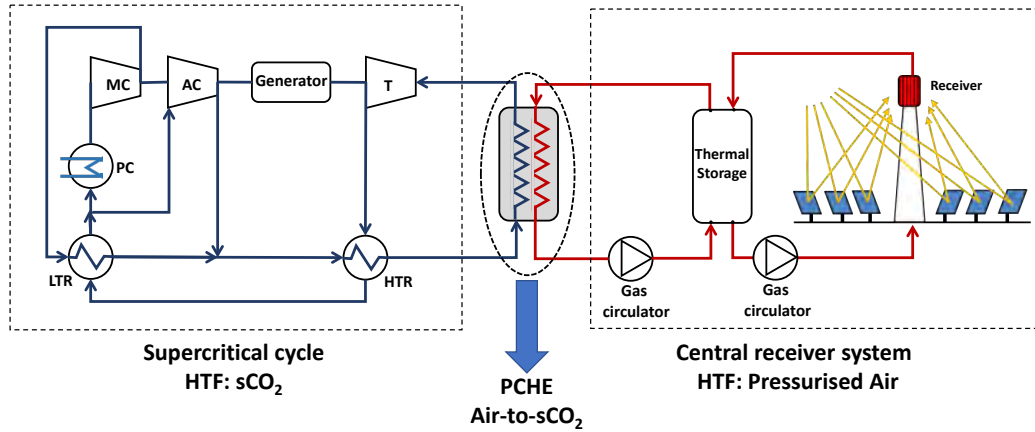 MC
AC
Generator
T
PC
LTR
HTR
Receiver
Thermal
Storage
Gas
circulator
Gas
circulator
Supercritical cycle
HTF: sCO₂
PCHE
Air-to-sCO₂
Central receiver system
HTF: Pressurised Air